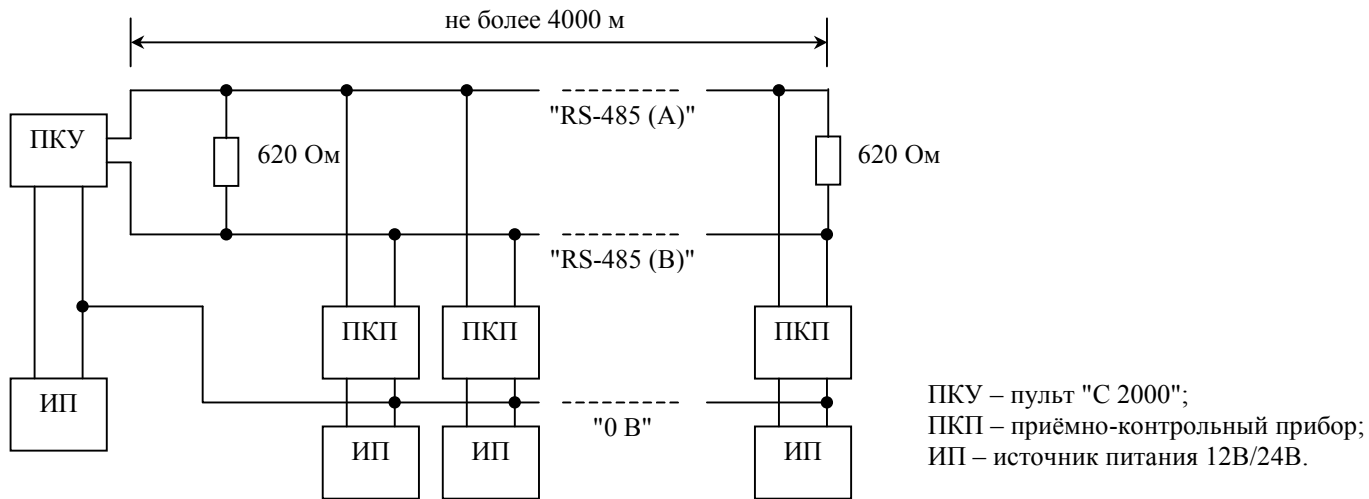 не более 4000 м
"RS-485 (A)"
ПКУ
620 Ом
620 Ом
"RS-485 (B)"
ПКП
ПКП
ПКП
ИП
"0 В"
ИП
ИП
ИП
ПКУ – пульт "С 2000";
ПКП – приёмно-контрольный прибор;
ИП – источник питания 12В/24В.